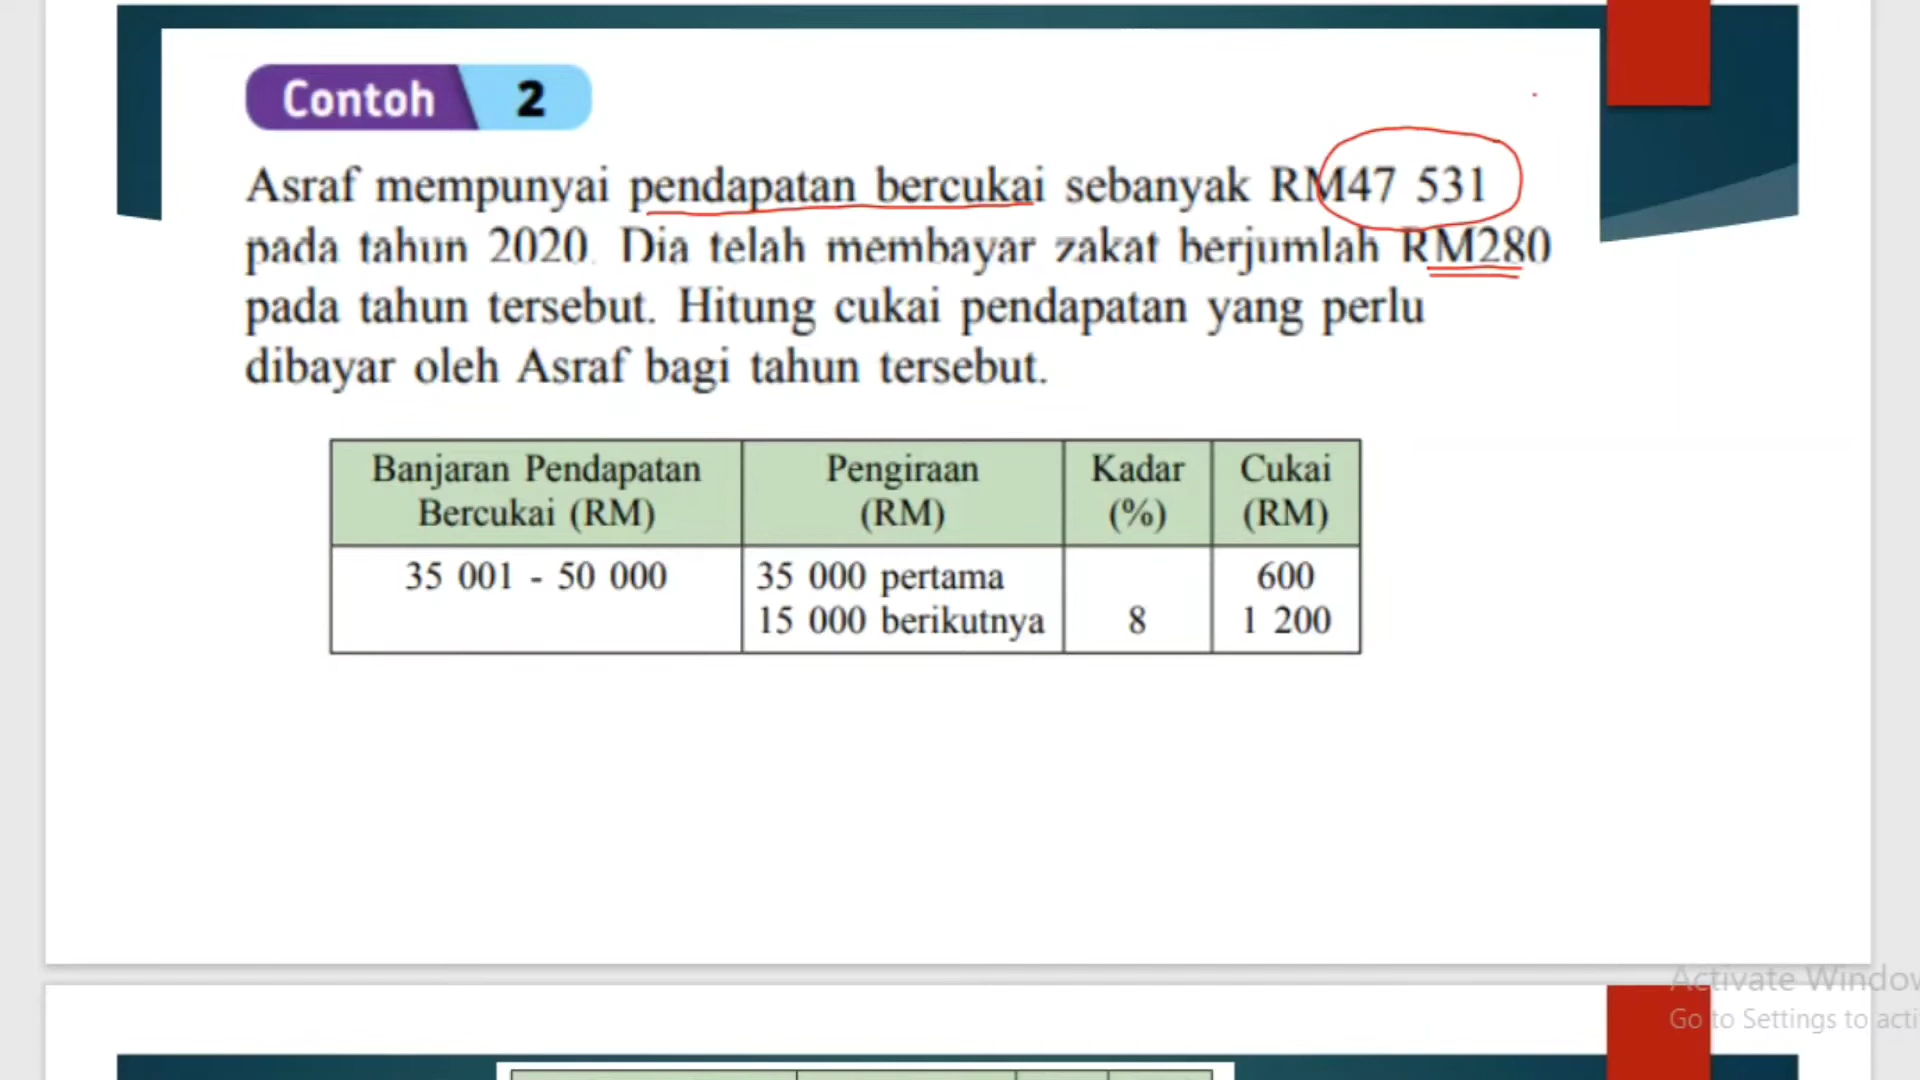 Contoh 2
Asraf mempunyai pendapatan bercukai sebanyak RM47 531
pada tahun 2020. Dia telah membayar zakat berjumlah RM280
pada tahun tersebut. Hitung cukai pendapatan yang perlu
dibayar oleh Asraf bagi tahun tersebut.
Banjaran Pendapatan Bercukai (RM)
Pengiraan (RM)
Kadar (%)
Cukai (RM)
35 001 - 50 000
35 000 pertama
600
15 000 berikutnya
8
1 200
Activate Window
Go to Settings to acti